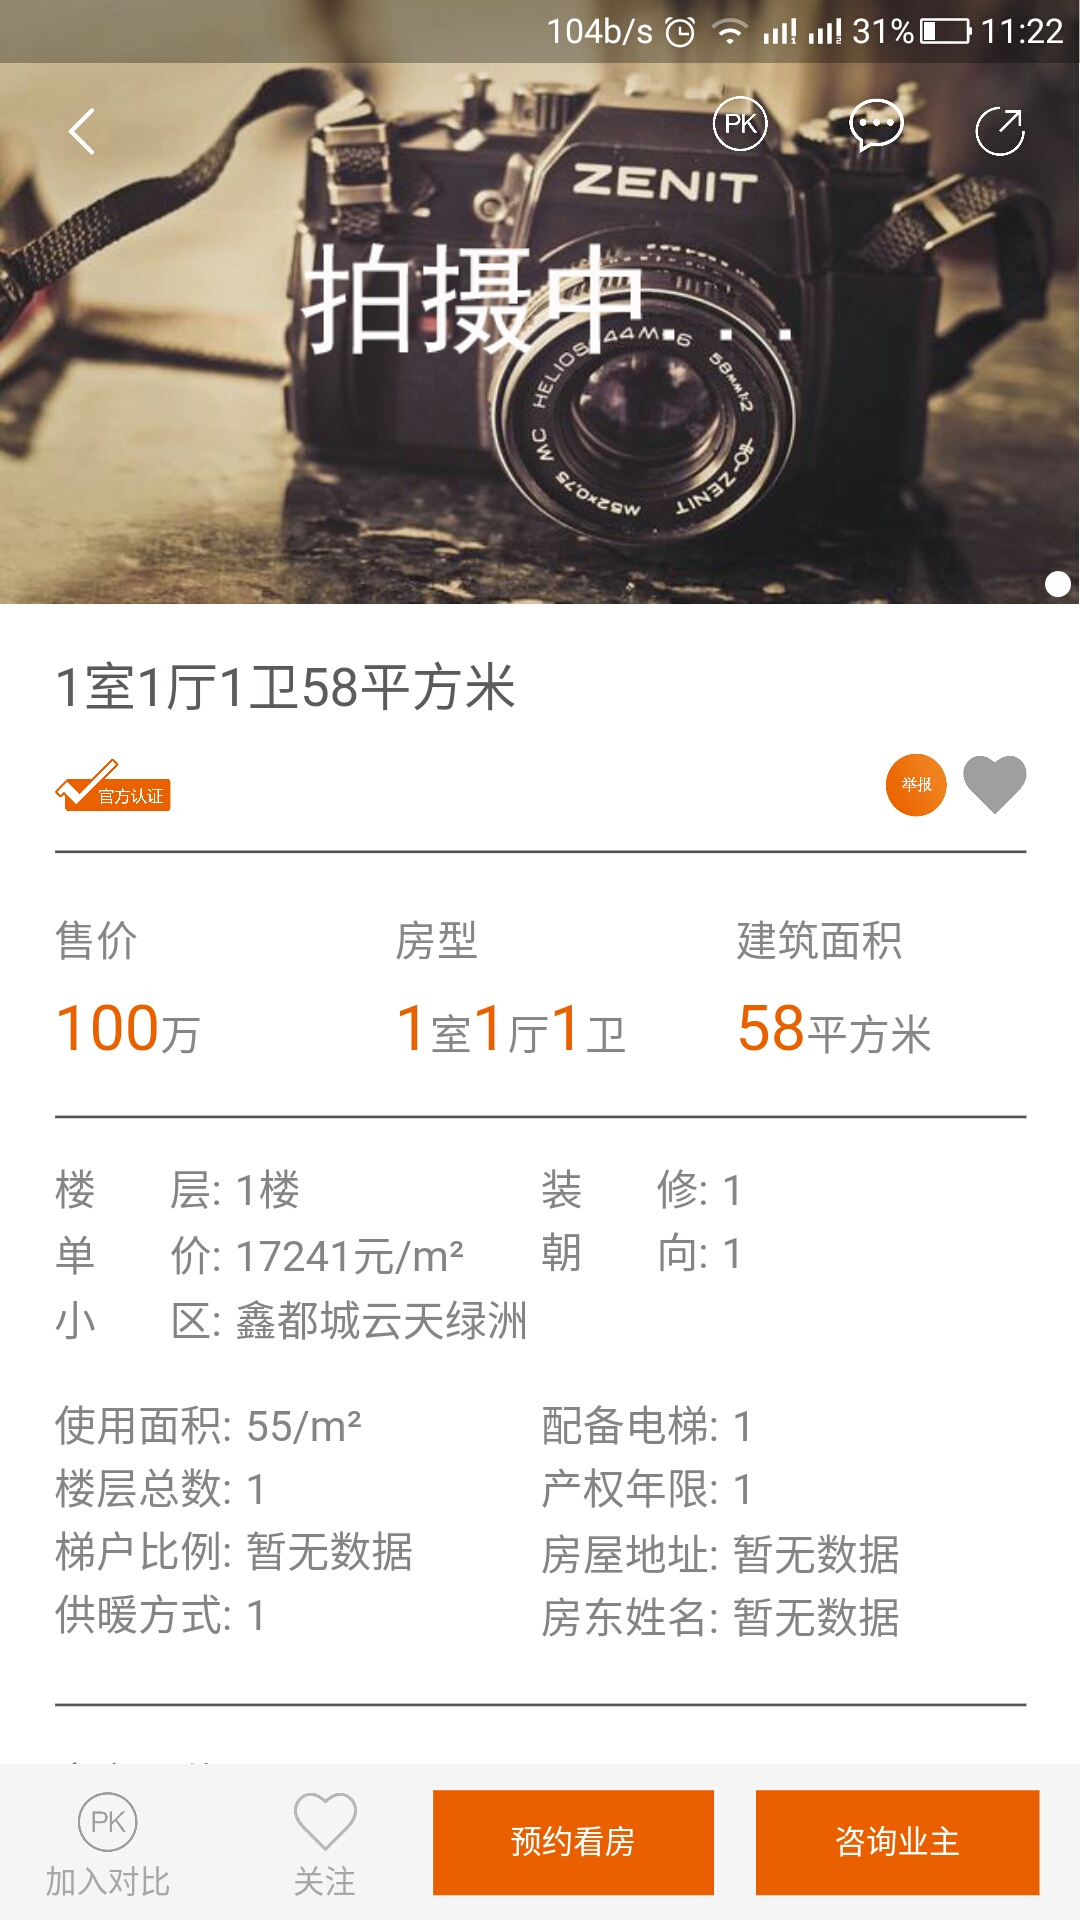 104b/s 31% 11:22
PK
ZENIT
拍摄中...
HELIOS 44M-6 58мм1:2 ZENIT M52x0,75 MC
1室1厅1卫58平方米
官方认证
举报
售价 房型 建筑面积
100万 1室1厅1卫 58平方米
楼 层: 1楼 装 修: 1
单 价: 17241元/m² 朝 向: 1
小 区: 鑫都城云天绿洲
使用面积: 55/m² 配备电梯: 1
楼层总数: 1 产权年限: 1
梯户比例: 暂无数据 房屋地址: 暂无数据
供暖方式: 1 房东姓名: 暂无数据
PK
加入对比 关注 预约看房 咨询业主